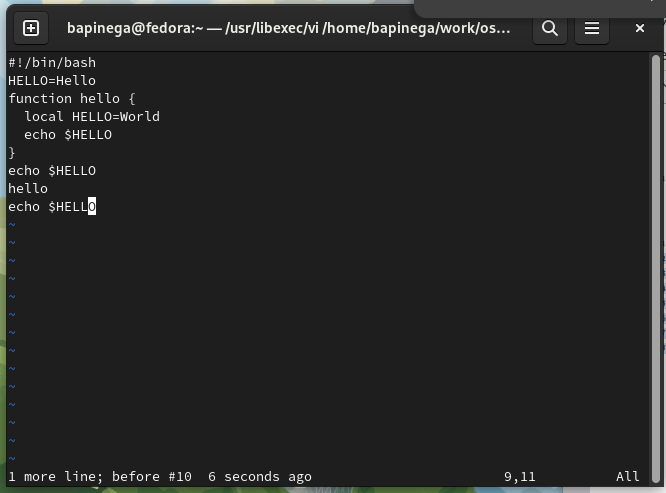 bapinega@fedora:~ — /usr/libexec/vi /home/bapinega/work/os...
#!/bin/bash
HELLO=Hello
function hello {
  local HELLO=World
  echo $HELLO
}
echo $HELLO
hello
echo $HELLO
~
~
~
~
~
~
~
~
~
~
~
~
~
~
1 more line; before #10  6 seconds ago 9,11 All